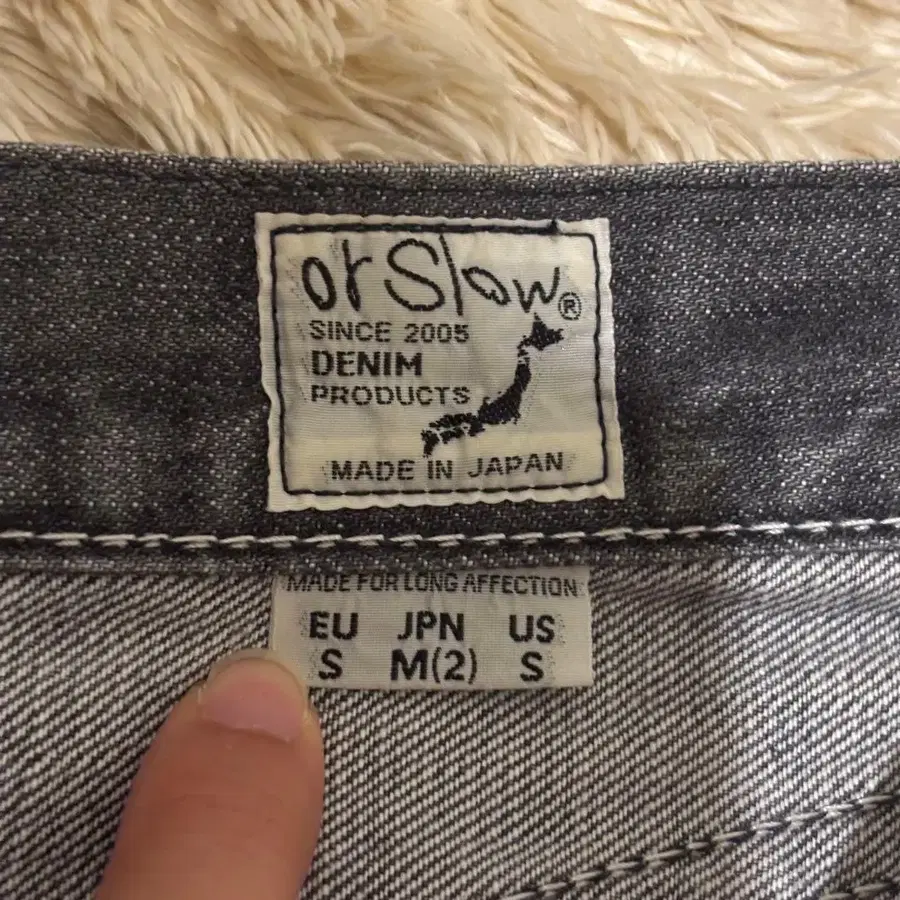 orSlow®
SINCE 2005
DENIM
PRODUCTS
MADE IN JAPAN
MADE FOR LONG AFFECTION
EU JPN US
S M(2) S